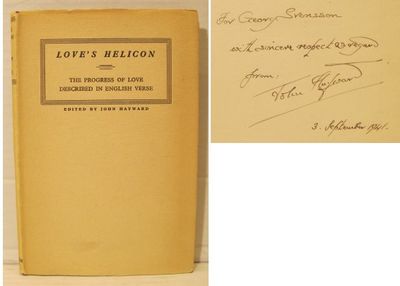 LOVE'S HELICON
THE PROGRESS OF LOVE
DESCRIBED IN ENGLISH VERSE
EDITED BY JOHN HAYWARD
For Georg Svensson
with sincere respect & regard
from:
John Hayward
3. September 1941.